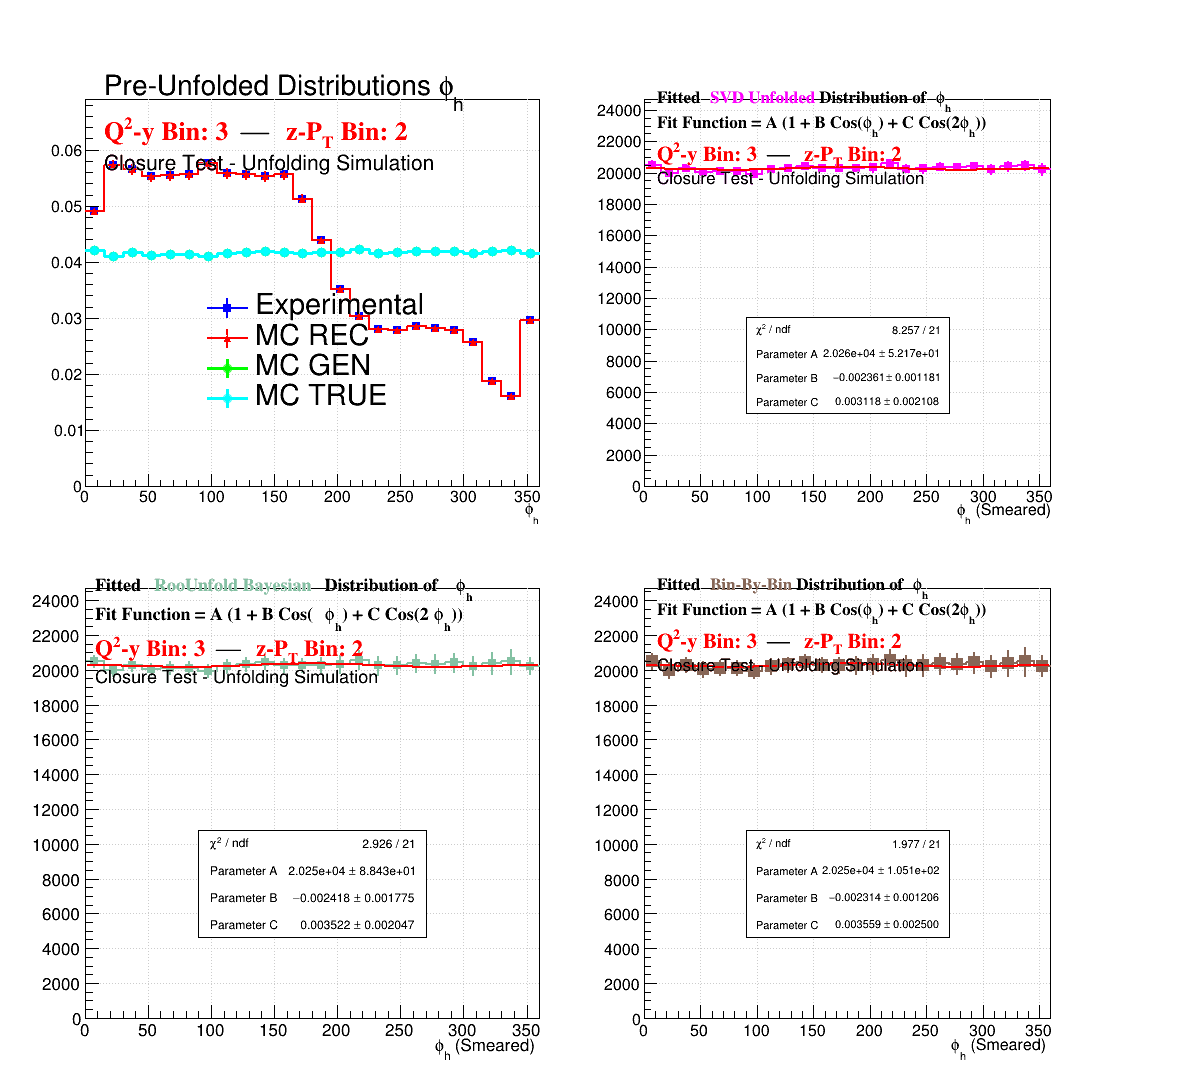 Pre-Unfolded Distributions ϕh
Q²-y Bin: 3 — z-PT Bin: 2
Closure Test - Unfolding Simulation
0.06
0.05
0.04
0.03
0.02
0.01
0
Experimental
MC REC
MC GEN
MC TRUE
0 50 100 150 200 250 300 350
ϕh
Fitted SVD Unfolded Distribution of ϕh
Fit Function = A (1 + B Cos(ϕh) + C Cos(2ϕh))
Q²-y Bin: 3 — z-PT Bin: 2
Closure Test - Unfolding Simulation
24000
22000
20000
18000
16000
14000
12000
10000
8000
6000
4000
2000
0
χ² / ndf 8.257 / 21
Parameter A 2.026e+04 ± 5.217e+01
Parameter B −0.002361 ± 0.001181
Parameter C 0.003118 ± 0.002108
0 50 100 150 200 250 300 350
ϕh (Smeared)
Fitted RooUnfold Bayesian Distribution of ϕh
Fit Function = A (1 + B Cos( ϕh) + C Cos(2 ϕh))
Q²-y Bin: 3 — z-PT Bin: 2
Closure Test - Unfolding Simulation
24000
22000
20000
18000
16000
14000
12000
10000
8000
6000
4000
2000
0
χ² / ndf 2.926 / 21
Parameter A 2.025e+04 ± 8.843e+01
Parameter B −0.002418 ± 0.001775
Parameter C 0.003522 ± 0.002047
0 50 100 150 200 250 300 350
ϕh (Smeared)
Fitted Bin-By-Bin Distribution of ϕh
Fit Function = A (1 + B Cos(ϕh) + C Cos(2ϕh))
Q²-y Bin: 3 — z-PT Bin: 2
Closure Test - Unfolding Simulation
24000
22000
20000
18000
16000
14000
12000
10000
8000
6000
4000
2000
0
χ² / ndf 1.977 / 21
Parameter A 2.025e+04 ± 1.051e+02
Parameter B −0.002314 ± 0.001206
Parameter C 0.003559 ± 0.002500
0 50 100 150 200 250 300 350
ϕh (Smeared)